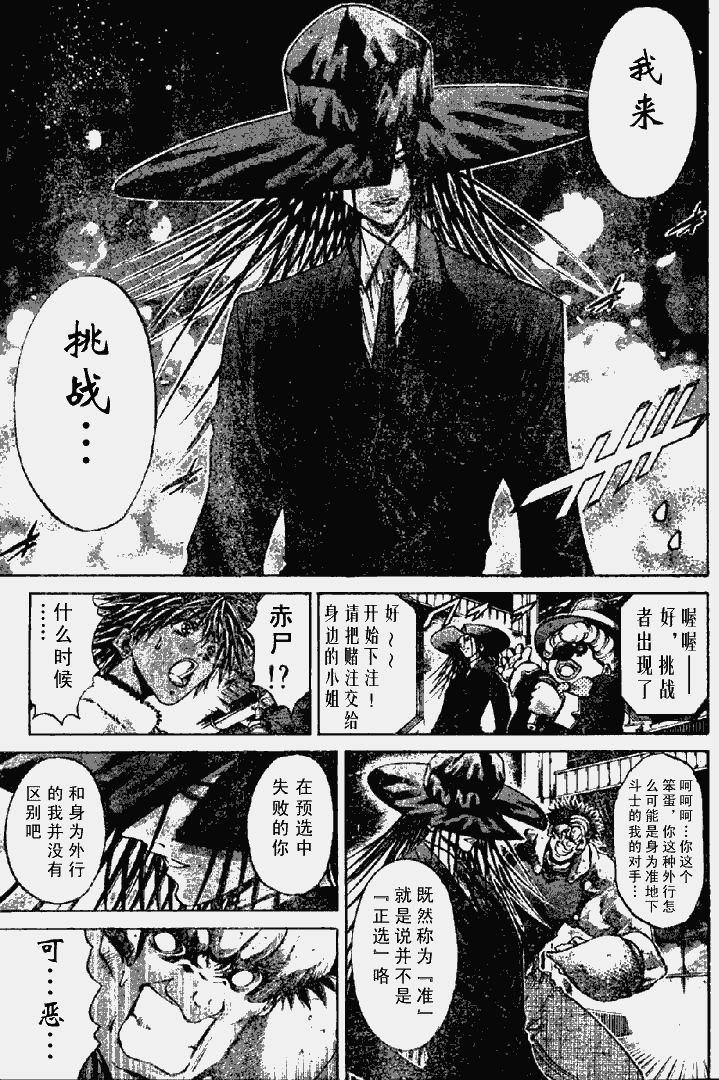 我来
挑战…
喔喔——
好，挑战
者出现了
好～～
开始下注！
请把赌注交给
身边的小姐
赤尸!?
什么时候
……
呵呵呵…你这个
笨蛋，你这种外行怎
么可能是身为准地下
斗士的我的对手…
既然称为『准』
就是说并不是
『正选』咯
在预选中
失败的你
和身为外行
的我并没有
区别吧
可…恶…